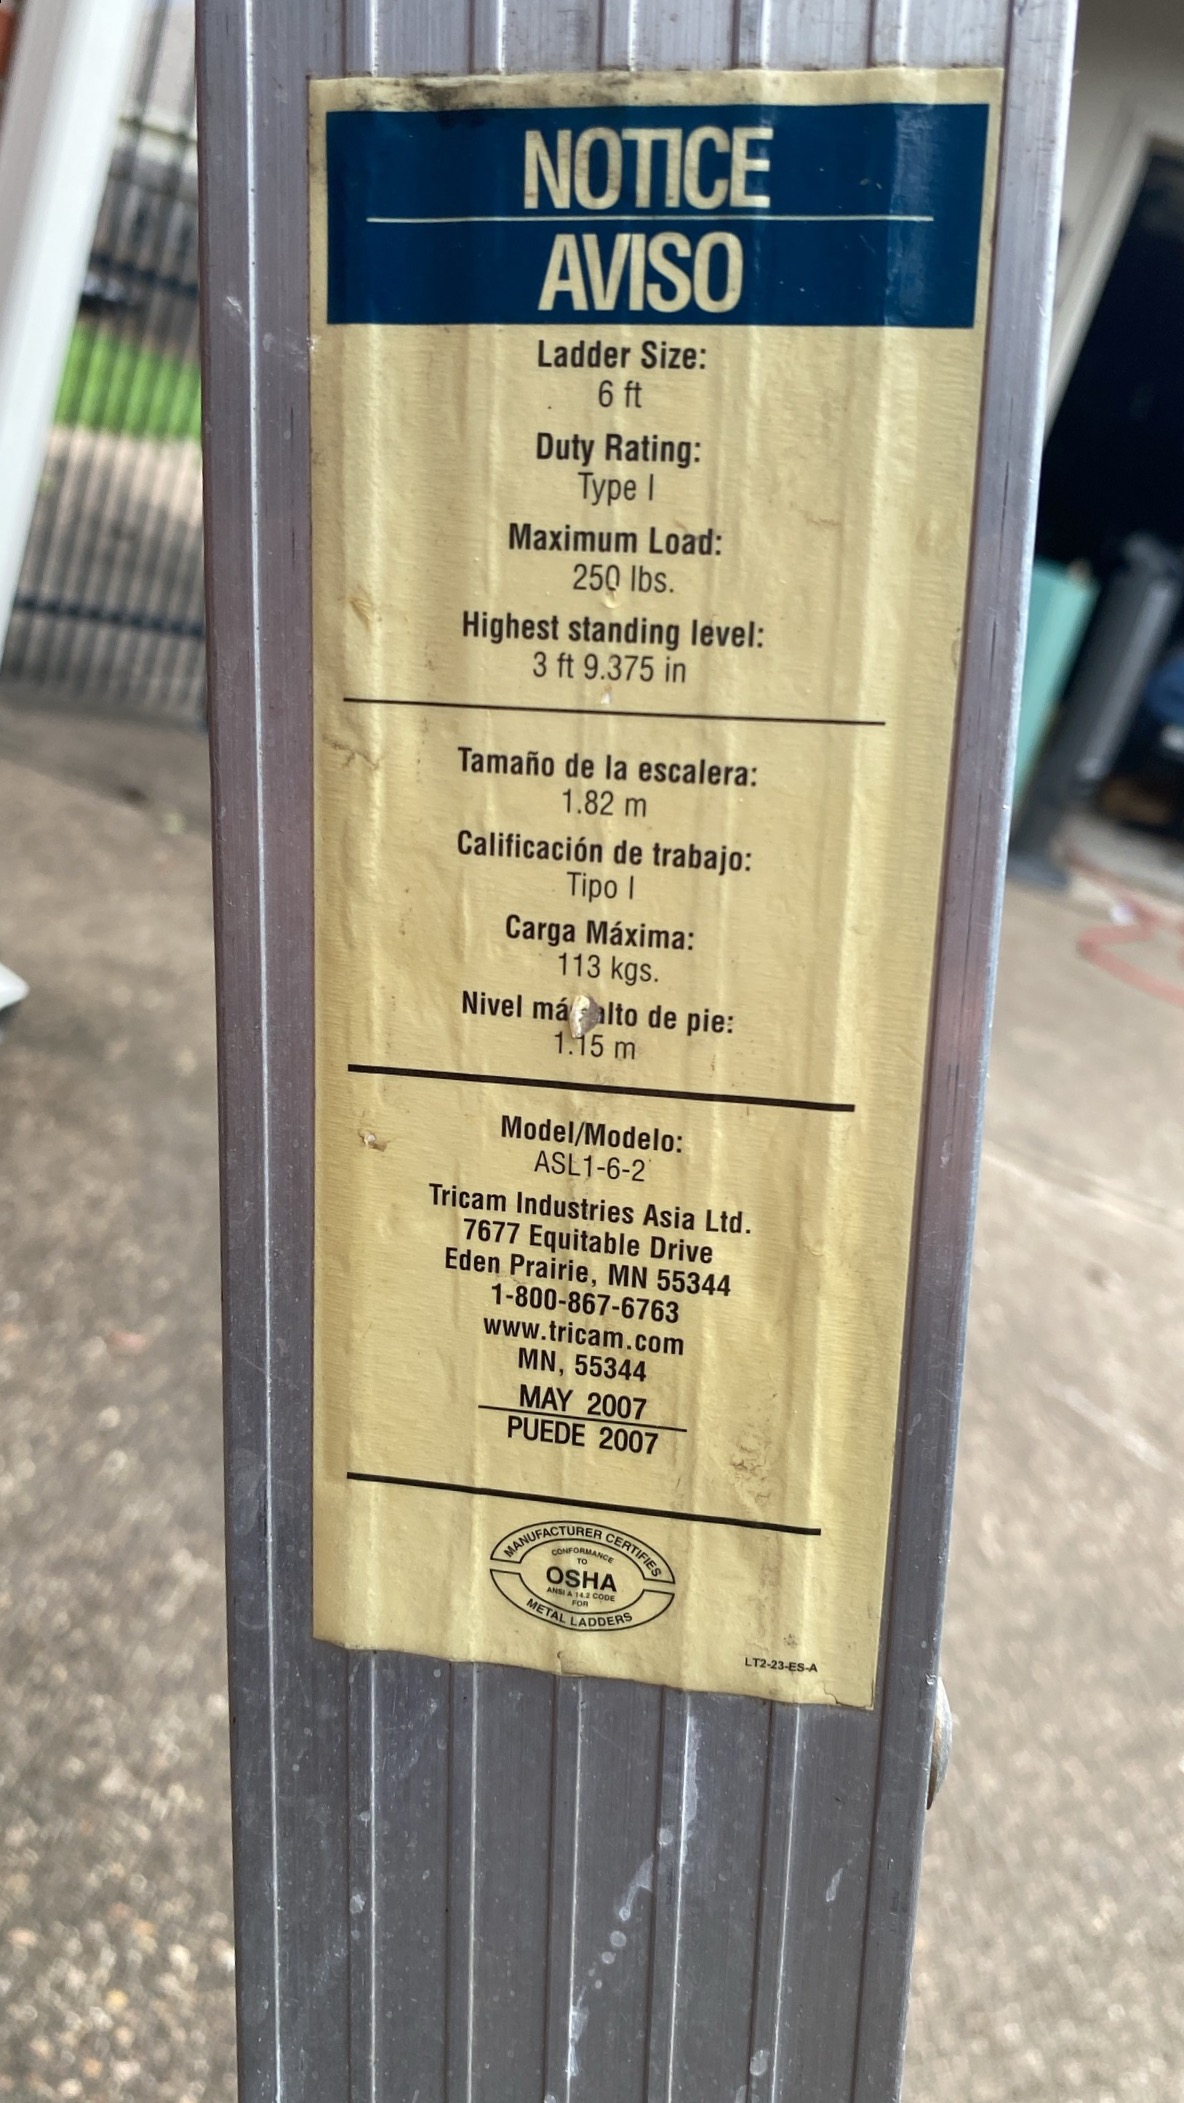 NOTICE
AVISO
Ladder Size:
6 ft
Duty Rating:
Type I
Maximum Load:
250 lbs.
Highest standing level:
3 ft 9.375 in
Tamaño de la escalera:
1.82 m
Calificación de trabajo:
Tipo I
Carga Máxima:
113 kgs.
Nivel más alto de pie:
1.15 m
Model/Modelo:
ASL1-6-2
Tricam Industries Asia Ltd.
7677 Equitable Drive
Eden Prairie, MN 55344
1-800-867-6763
www.tricam.com
MN, 55344
MAY 2007
PUEDE 2007
MANUFACTURER CERTIFIES
CONFORMANCE
TO
OSHA
ANSI A 14.2 CODE
FOR
METAL LADDERS
LT2-23-ES-A